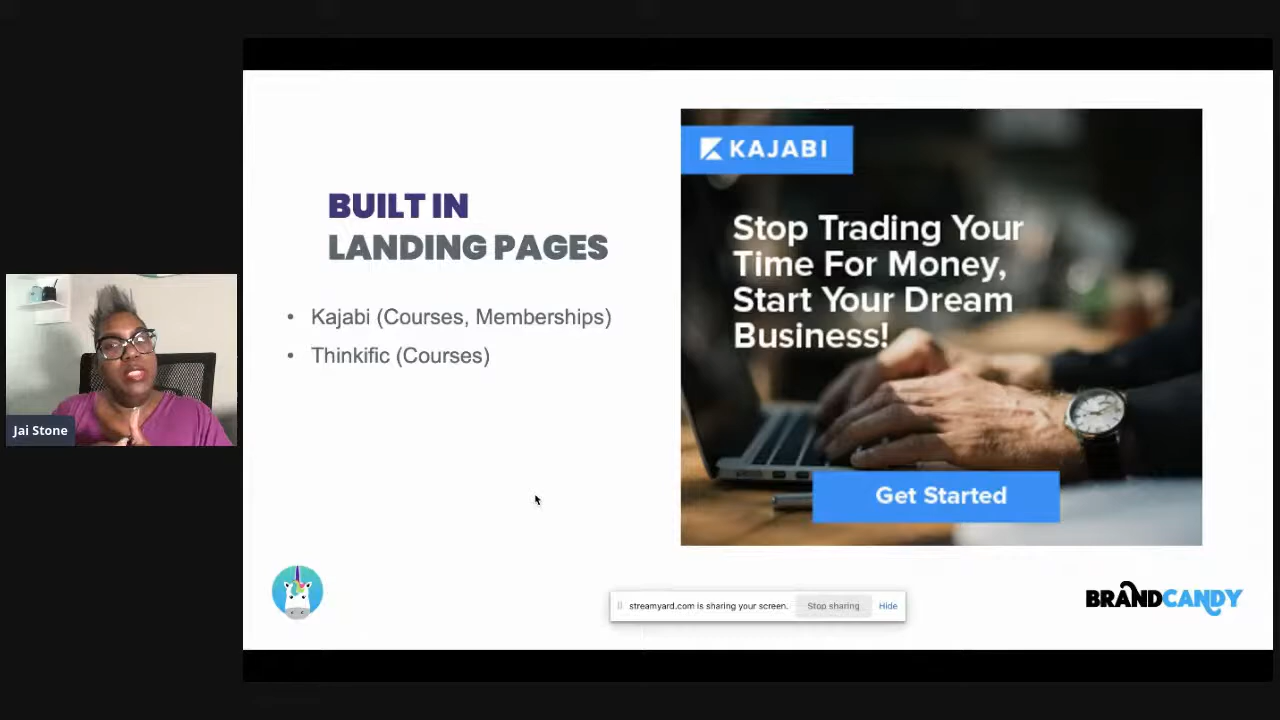 BUILT IN
LANDING PAGES
• Kajabi (Courses, Memberships)
• Thinkific (Courses)
KAJABI
Stop Trading Your
Time For Money,
Start Your Dream
Business!
Get Started
Jai Stone
streamyard.com is sharing your screen. Stop sharing Hide
BRANDCANDY